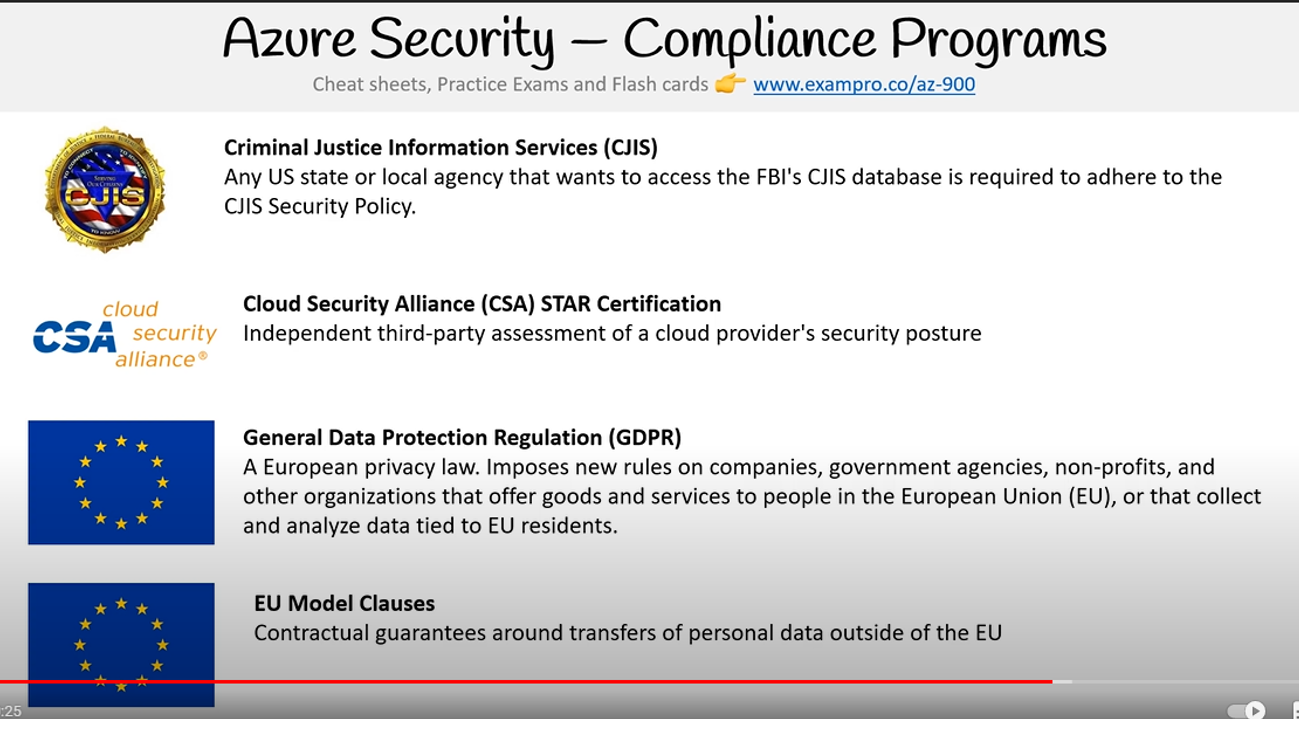 Azure Security – Compliance Programs
Cheat sheets, Practice Exams and Flash cards 👉 www.exampro.co/az-900
Criminal Justice Information Services (CJIS)
Any US state or local agency that wants to access the FBI's CJIS database is required to adhere to the
CJIS Security Policy.
CJIS
cloud
CSA security
alliance®
Cloud Security Alliance (CSA) STAR Certification
Independent third-party assessment of a cloud provider's security posture
General Data Protection Regulation (GDPR)
A European privacy law. Imposes new rules on companies, government agencies, non-profits, and
other organizations that offer goods and services to people in the European Union (EU), or that collect
and analyze data tied to EU residents.
EU Model Clauses
Contractual guarantees around transfers of personal data outside of the EU
:25